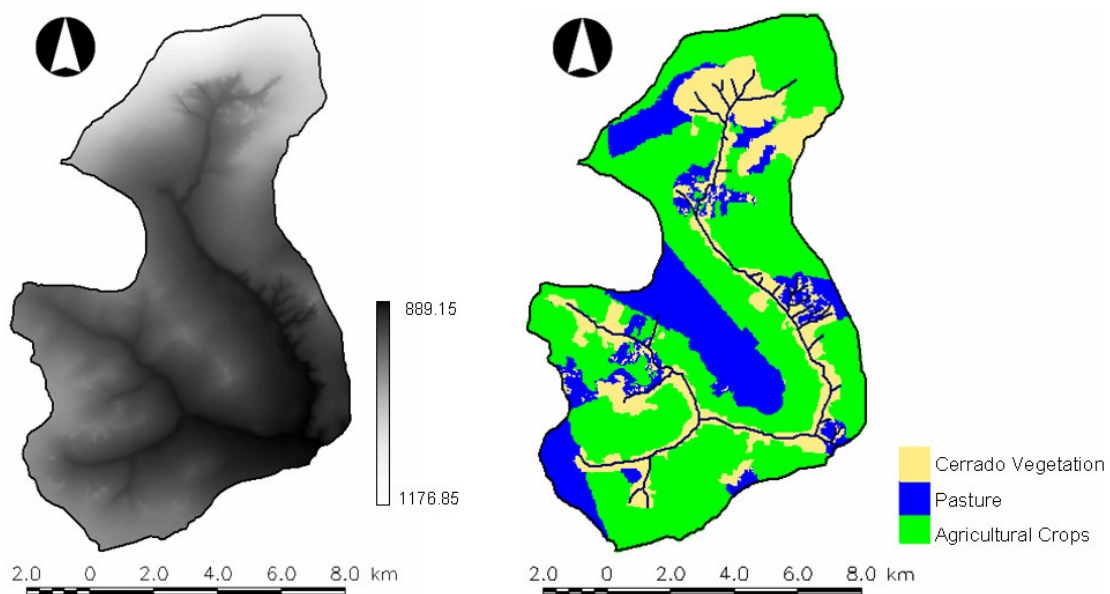 889.15
1176.85
2.0 0 2.0 4.0 6.0 8.0 km
Cerrado Vegetation
Pasture
Agricultural Crops
2.0 0 2.0 4.0 6.0 8.0 km